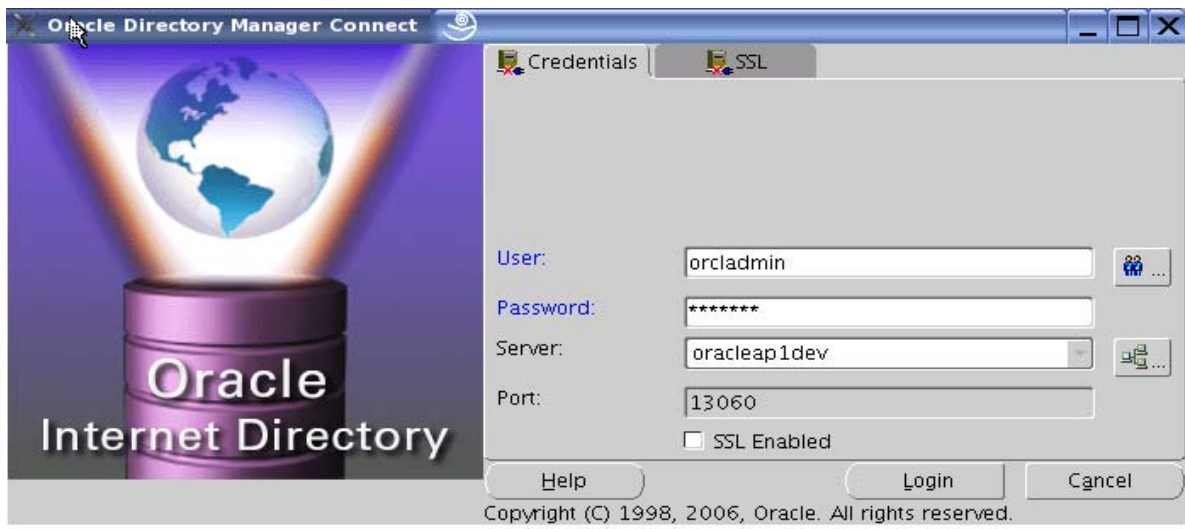 Oracle Directory Manager Connect
Credentials
SSL
User:
orcladmin
...
Password:
*******
Server:
oracleap1dev
...
Port:
13060
SSL Enabled
Oracle
Internet Directory
Help
Login
Cancel
Copyright (C) 1998, 2006, Oracle. All rights reserved.